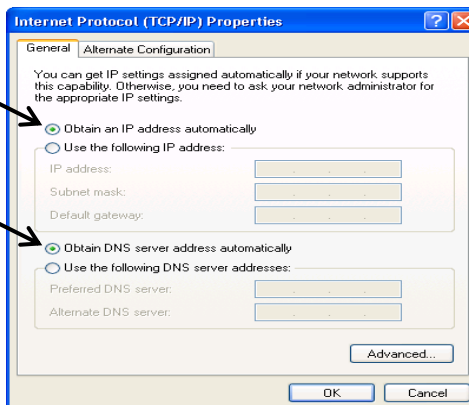 Internet Protocol (TCP/IP) Properties
General
Alternate Configuration
You can get IP settings assigned automatically if your network supports
this capability. Otherwise, you need to ask your network administrator for
the appropriate IP settings.
Obtain an IP address automatically
Use the following IP address:
IP address:
Subnet mask:
Default gateway:
Obtain DNS server address automatically
Use the following DNS server addresses:
Preferred DNS server:
Alternate DNS server:
Advanced...
OK
Cancel